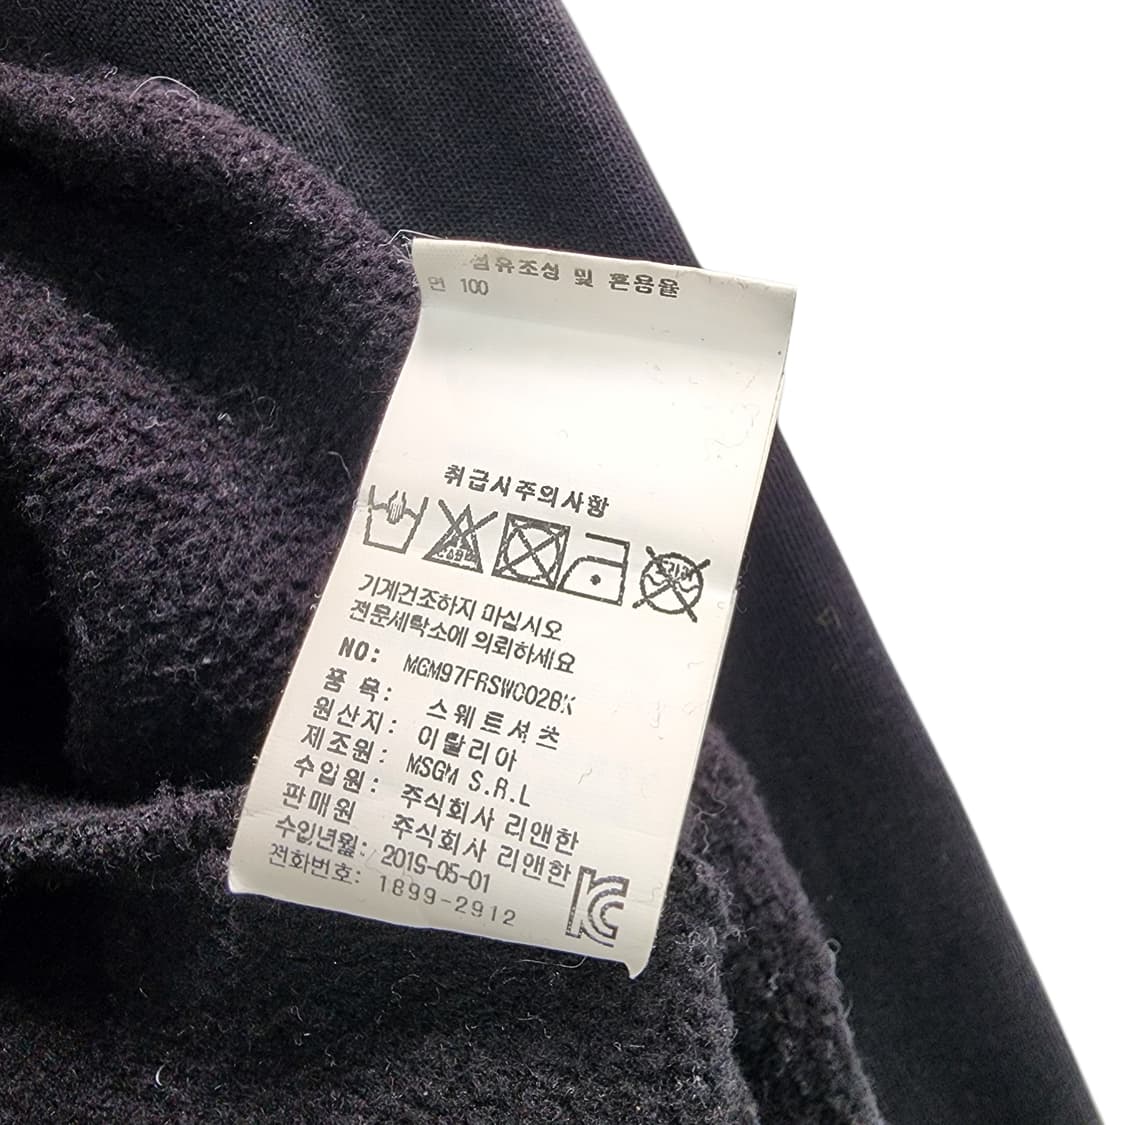 섬유조성 및 혼용율
면 100
취급시주의사항
기계건조하지 마십시오
전문세탁소에 의뢰하세요
NO: MGM97FRSWC02BK
품 목: 스웨트셔츠
원산지: 이탈리아
제조원: MSGM S.R.L
수입원: 주식회사 리앤한
판매원 주식회사 리앤한
수입년월: 2019-05-01
전화번호: 1899-2912